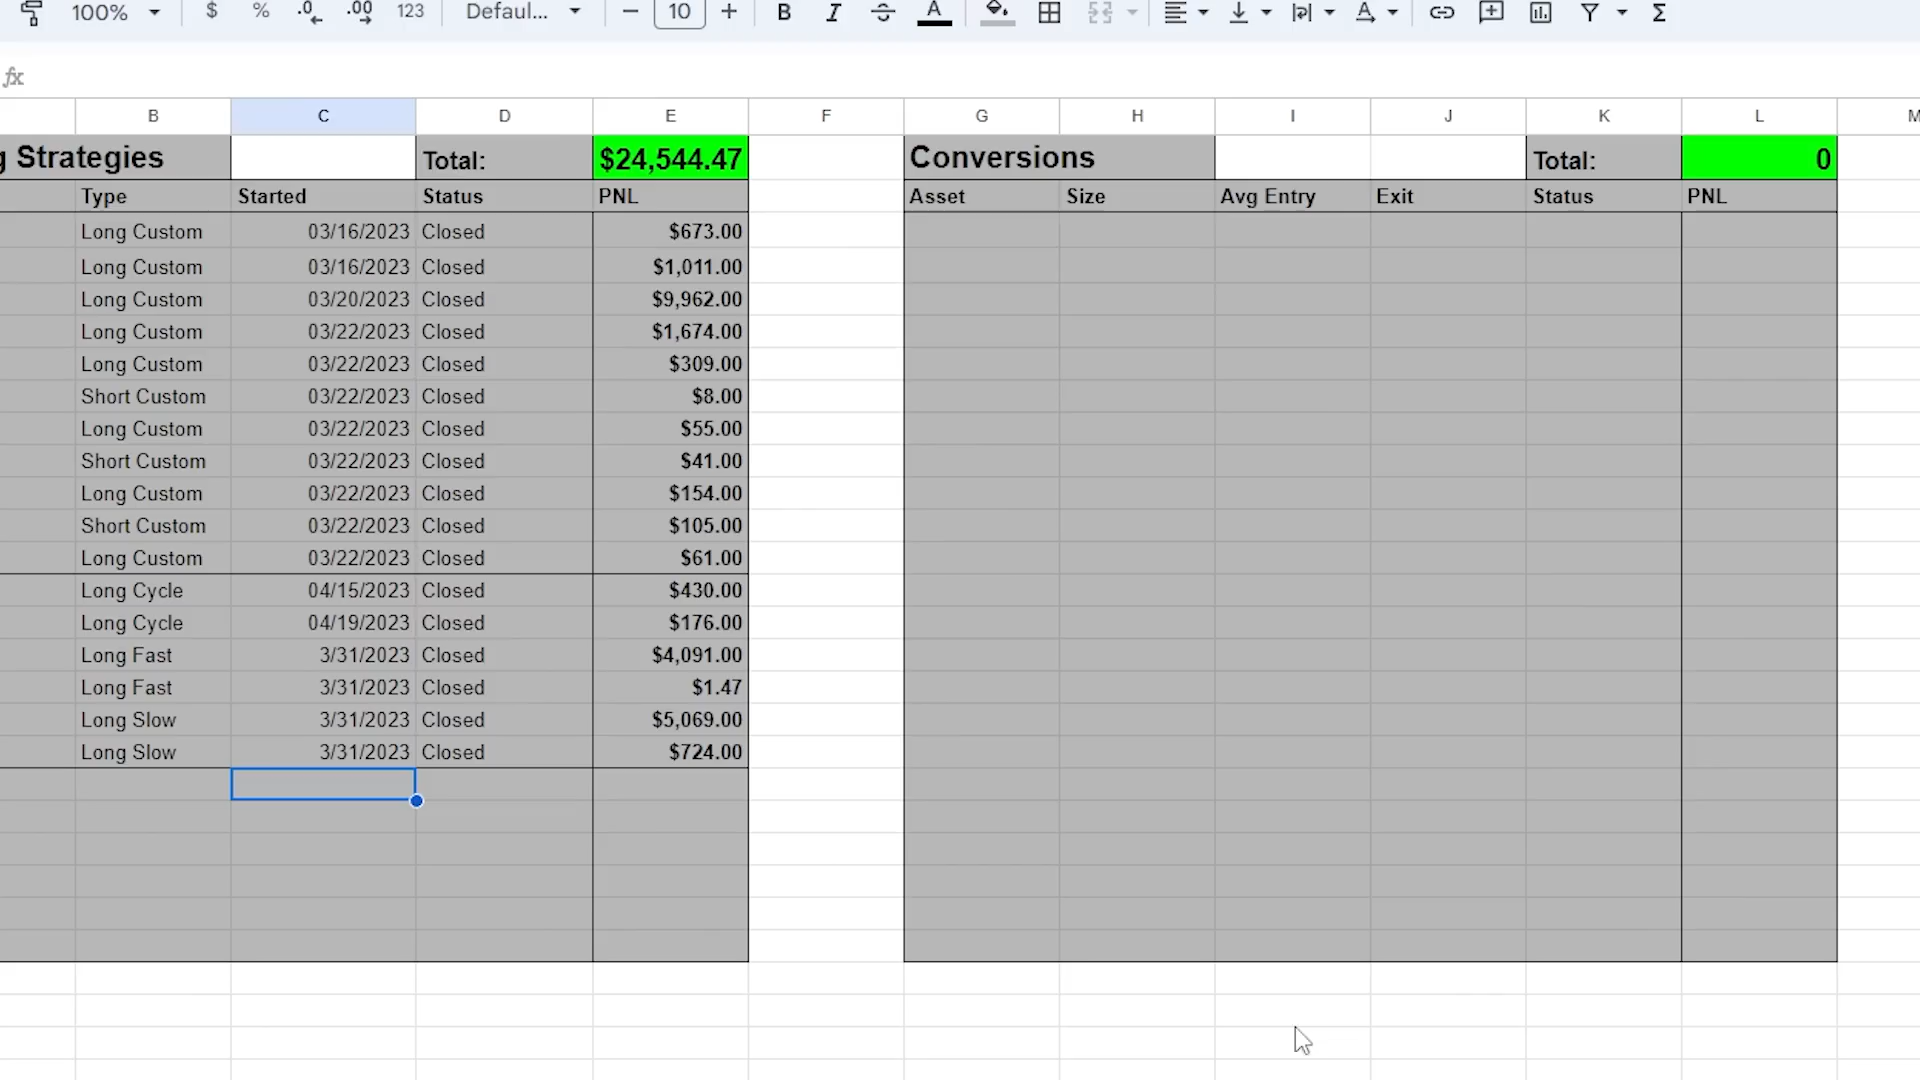 100% $ % .0 .00 123 Defaul... 10 B I A A Σ
fx
B C D E F G H I J K L M
g Strategies Total: $24,544.47 Conversions Total: 0
Type Started Status PNL Asset Size Avg Entry Exit Status PNL
Long Custom 03/16/2023 Closed $673.00
Long Custom 03/16/2023 Closed $1,011.00
Long Custom 03/20/2023 Closed $9,962.00
Long Custom 03/22/2023 Closed $1,674.00
Long Custom 03/22/2023 Closed $309.00
Short Custom 03/22/2023 Closed $8.00
Long Custom 03/22/2023 Closed $55.00
Short Custom 03/22/2023 Closed $41.00
Long Custom 03/22/2023 Closed $154.00
Short Custom 03/22/2023 Closed $105.00
Long Custom 03/22/2023 Closed $61.00
Long Cycle 04/15/2023 Closed $430.00
Long Cycle 04/19/2023 Closed $176.00
Long Fast 3/31/2023 Closed $4,091.00
Long Fast 3/31/2023 Closed $1.47
Long Slow 3/31/2023 Closed $5,069.00
Long Slow 3/31/2023 Closed $724.00